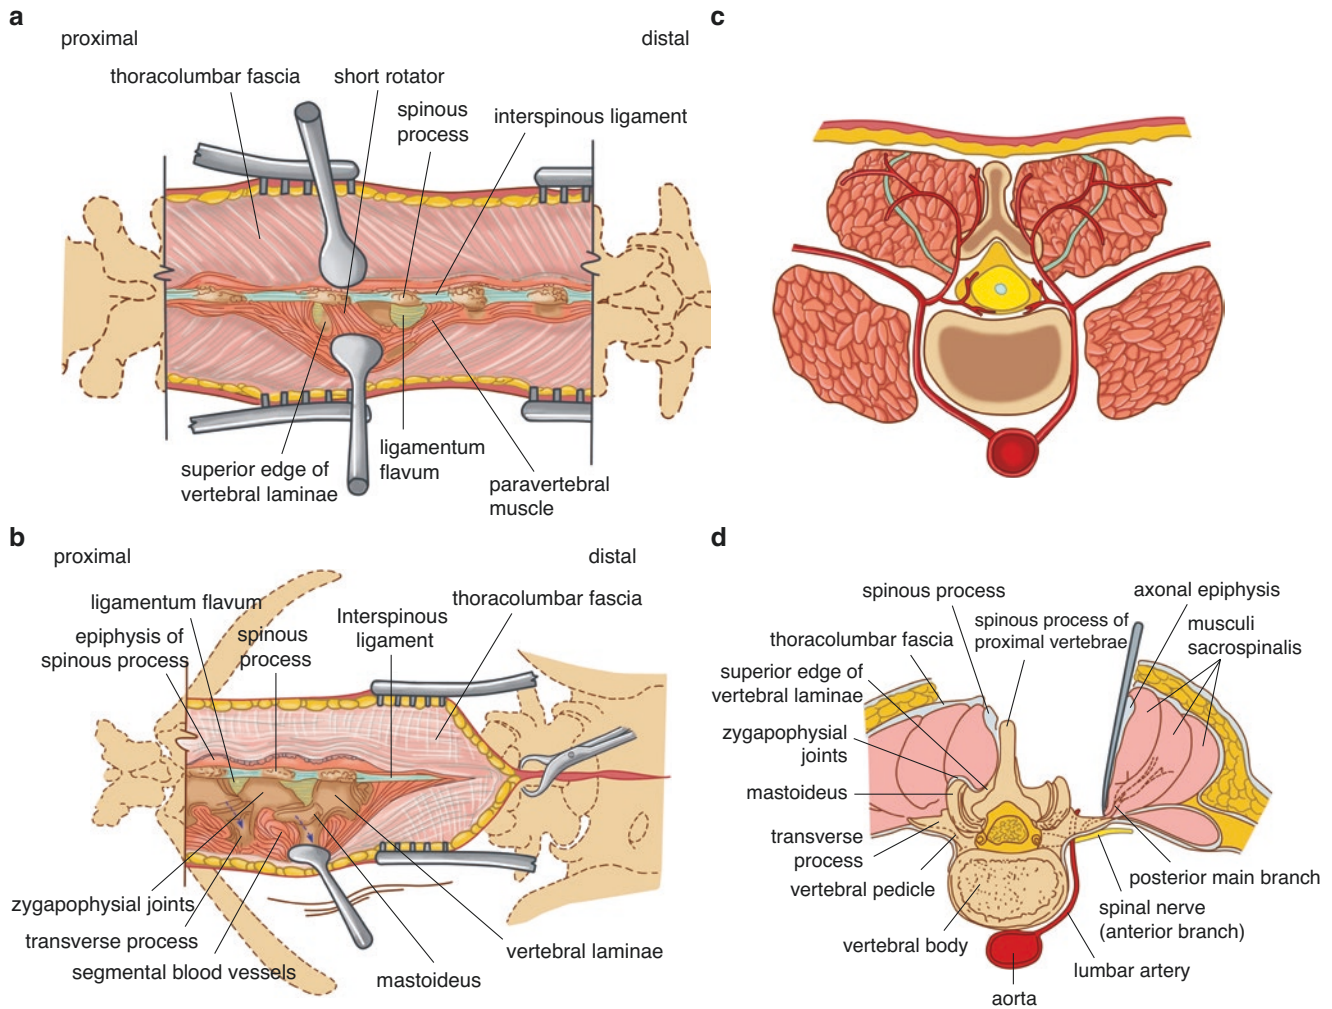 a
proximal
distal
thoracolumbar fascia
short rotator
spinous
process
interspinous ligament
superior edge of
vertebral laminae
ligamentum
flavum
paravertebral
muscle
c
b
proximal
distal
ligamentum flavum
epiphysis of
spinous process
spinous
process
Interspinous
ligament
thoracolumbar fascia
zygapophysial joints
transverse process
segmental blood vessels
mastoideus
vertebral laminae
d
spinous process
thoracolumbar fascia
superior edge of
vertebral laminae
zygapophysial
joints
mastoideus
transverse
process
vertebral pedicle
vertebral body
aorta
spinous process of
proximal vertebrae
axonal epiphysis
musculi
sacrospinalis
posterior main branch
spinal nerve
(anterior branch)
lumbar artery